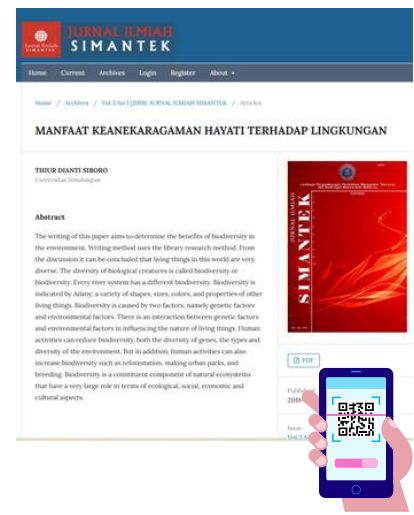 JURNAL ILMIAH
SIMANTEK
Home Current Archives Login Register About
Home / Archives / Vol 3 No 1 (2019): JURNAL ILMIAH SIMANTEK / Articles
MANFAAT KEANEKARAGAMAN HAYATI TERHADAP LINGKUNGAN
THIUR DIANTI SIBORO
Universitas Simalungun
Abstract
The writing of this paper aims to determine the benefits of biodiversity in
the environment. Writing method uses the library research method. From
the discussion it can be concluded that living things in this world are very
diverse. The diversity of biological creatures is called biodiversity or
biodiversity. Every river system has a different biodiversity. Biodiversity is
indicated by Adany; a variety of shapes, sizes, colors, and properties of other
living things. Biodiversity is caused by two factors, namely genetic factors
and environmental factors. There is an interaction between genetic factors
and environmental factors in influencing the nature of living things. Human
activities can reduce biodiversity, both the diversity of genes, the types and
diversity of the environment. But in addition, human activities can also
increase biodiversity such as reforestation, making urban parks, and
breeding. Biodiversity is a constituent component of natural ecosystems
that have a very large role in terms of ecological, social, economic and
cultural aspects.
JURNAL ILMIAH
SIMANTEK
PDF
Published
2019
Issue